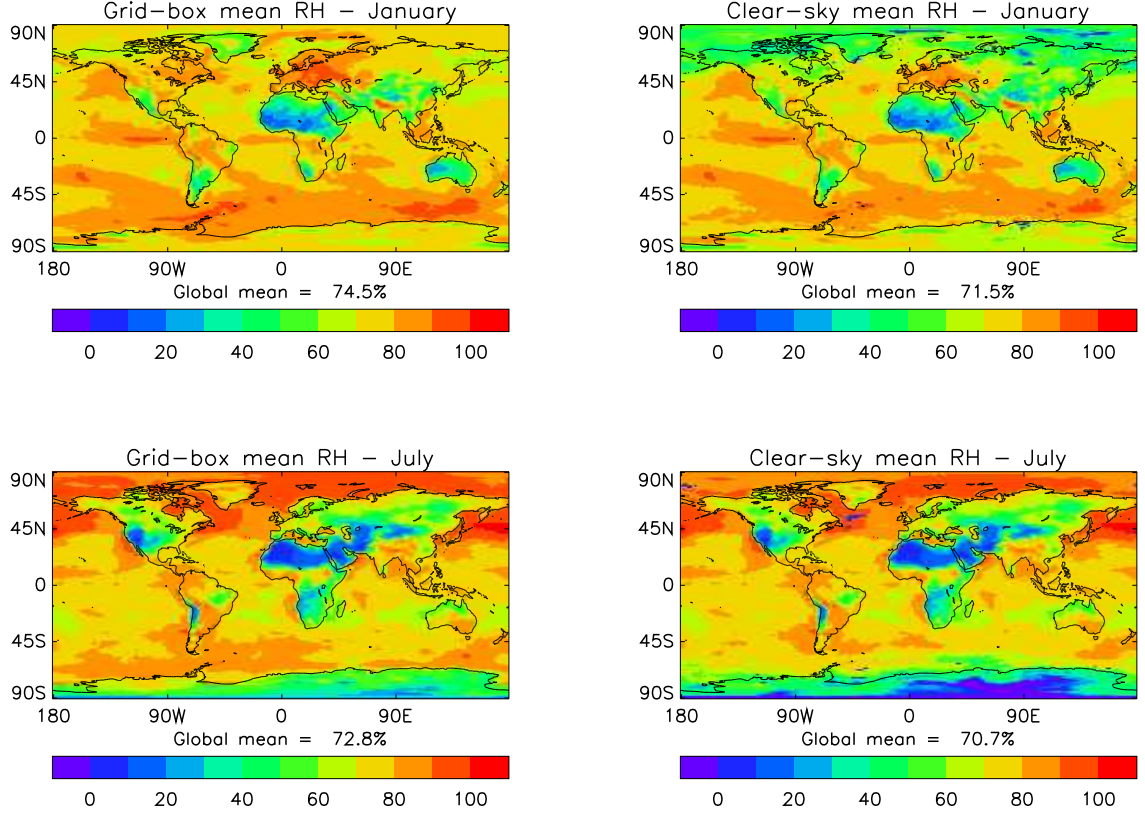 Grid-box mean RH - January
90N
45N
0
45S
90S
180 90W 0 90E
Global mean = 74.5%
0 20 40 60 80 100
Clear-sky mean RH - January
90N
45N
0
45S
90S
180 90W 0 90E
Global mean = 71.5%
0 20 40 60 80 100
Grid-box mean RH - July
90N
45N
0
45S
90S
180 90W 0 90E
Global mean = 72.8%
0 20 40 60 80 100
Clear-sky mean RH - July
90N
45N
0
45S
90S
180 90W 0 90E
Global mean = 70.7%
0 20 40 60 80 100